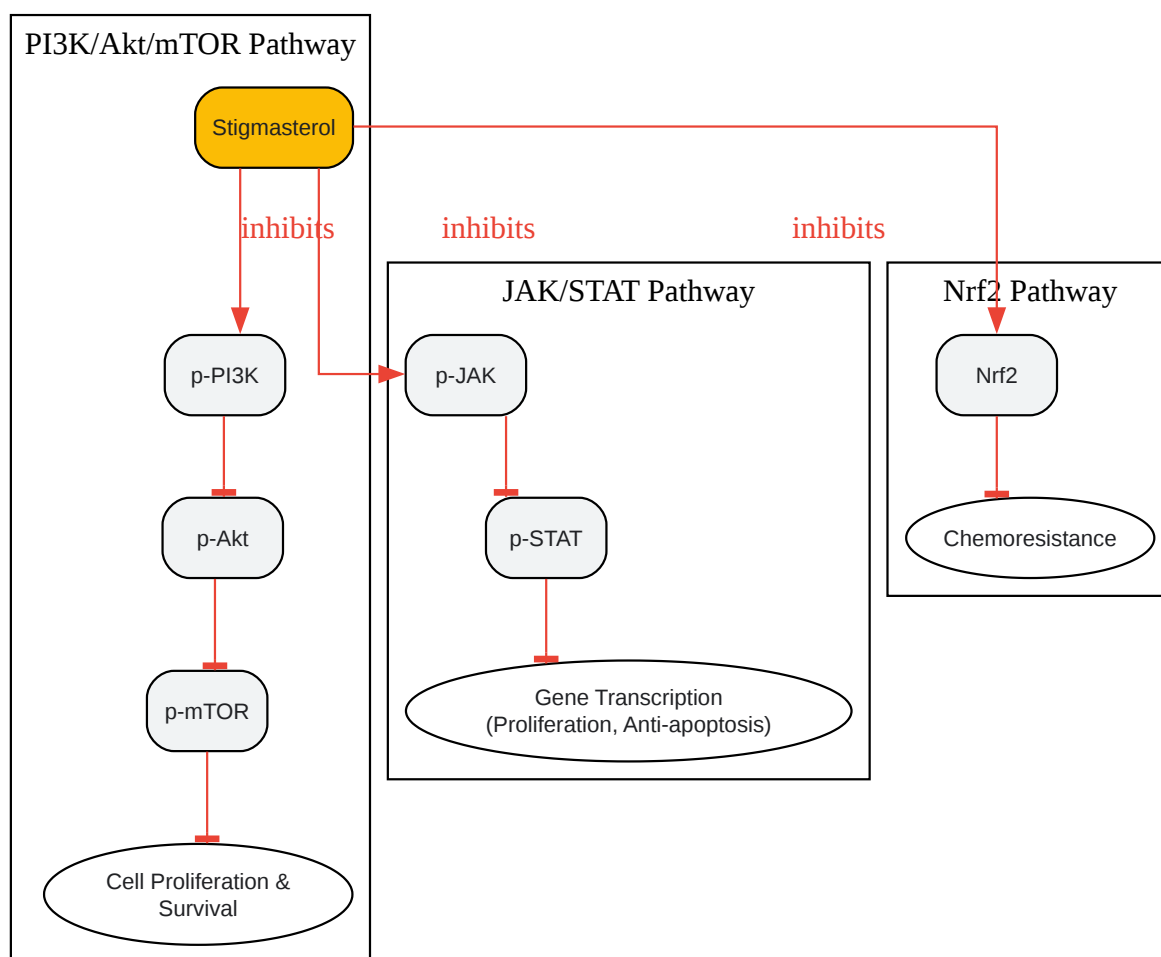 PI3K/Akt/mTOR Pathway
Stigmasterol
inhibits
inhibits
inhibits
JAK/STAT Pathway
Nrf2 Pathway
p-PI3K
p-JAK
Nrf2
p-Akt
p-STAT
Chemoresistance
p-mTOR
Gene Transcription
(Proliferation, Anti-apoptosis)
Cell Proliferation &
Survival